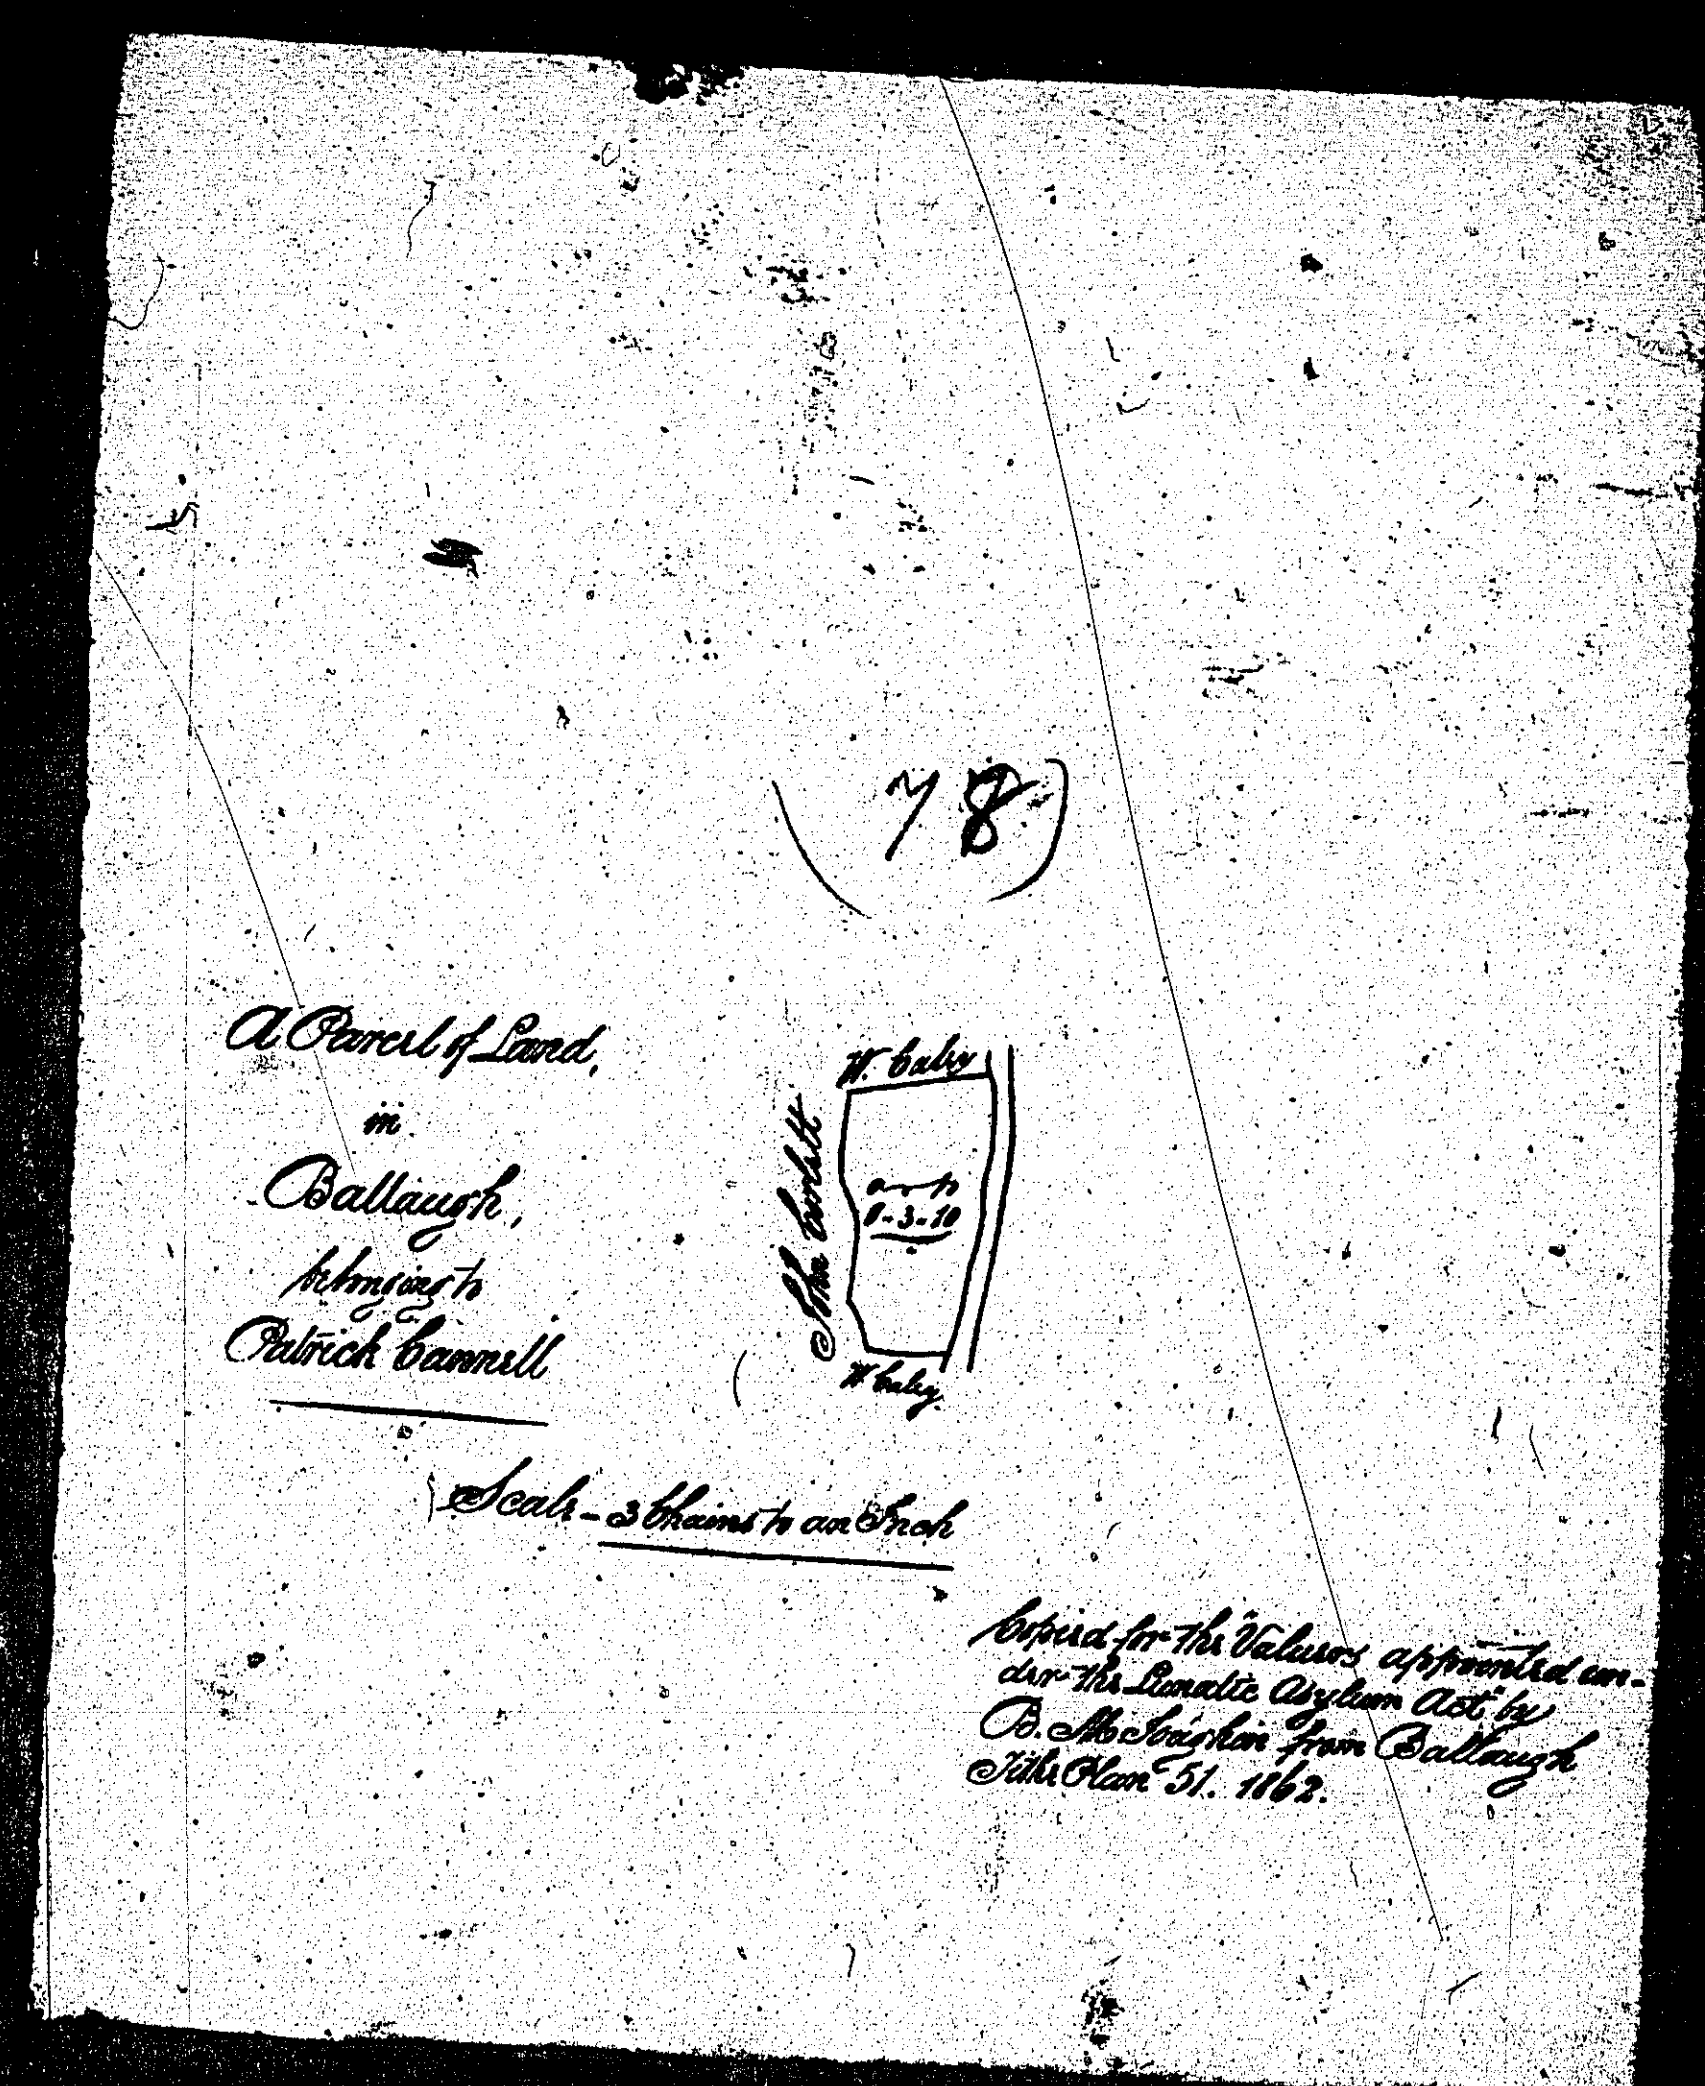 78
A Parcel of Land,
in
Ballaugh,
belonging to
Patrick Cannell
W. Caley
John Corlett
a r p
0-3-10
W Caley
Scale - 3 Chains to an Inch
Copied for the "Valuers appointed un-
der the Lunatic Asylum Act" by
B. from Ballaugh
Tithe Plan 51. 1862.